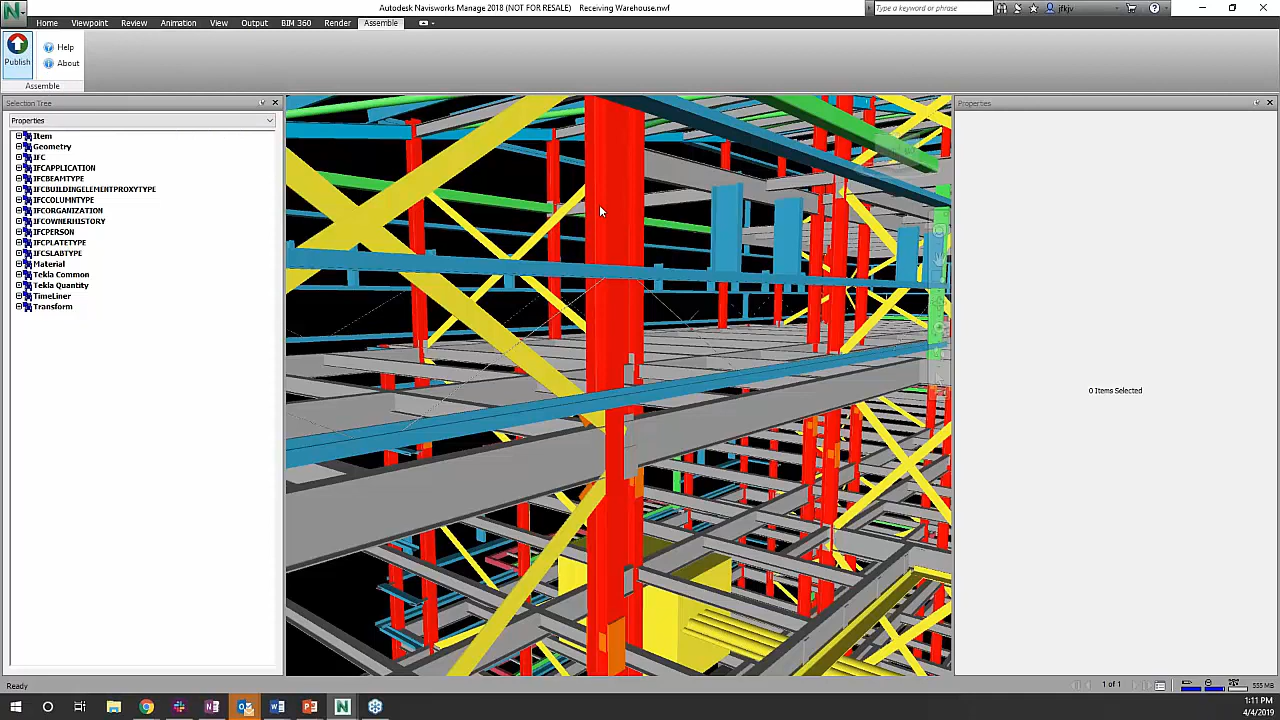 Autodesk Navisworks Manage 2018 (NOT FOR RESALE) Receiving Warehouse.nwf
Type a keyword or phrase
jfkjv
Home Viewpoint Review Animation View Output BIM 360 Render Assemble
Publish
Help
About
Assemble
Selection Tree
Properties
Properties
Item
Geometry
IFC
IFCAPPLICATION
IFCBEAMTYPE
IFCBUILDINGELEMENTPROXYTYPE
IFCCOLUMNTYPE
IFCORGANIZATION
IFCOWNERHISTORY
IFCPERSON
IFCPLATETYPE
IFCSLABTYPE
Material
Tekla Common
Tekla Quantity
TimeLiner
Transform
0 Items Selected
Ready
1 of 1
555 MB
1:11 PM
4/4/2019